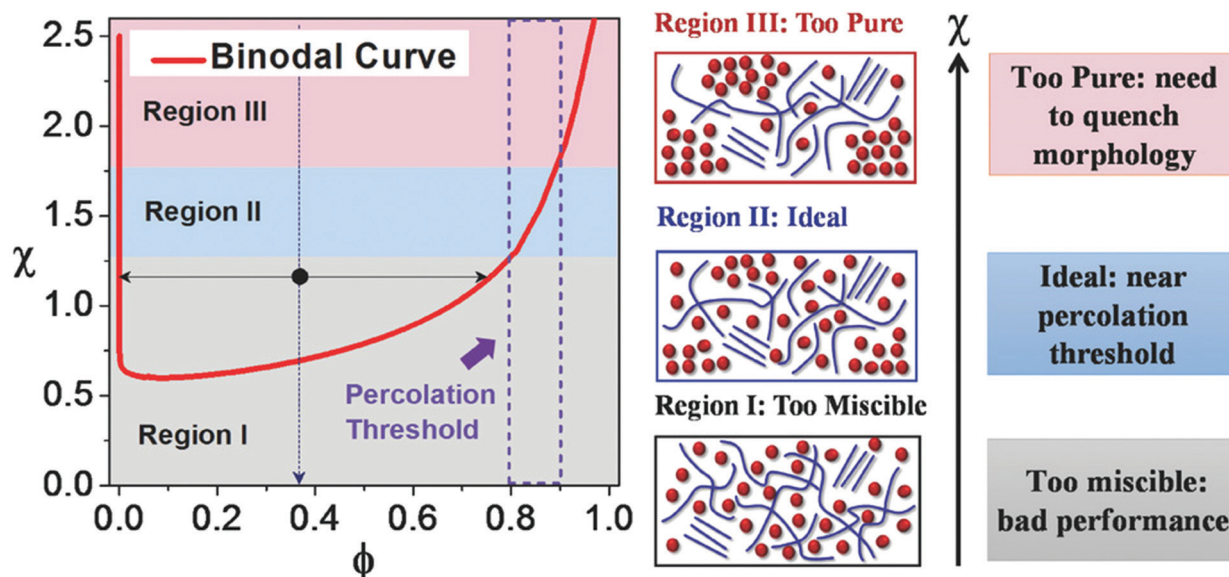 2.5
2.0
1.5
1.0
0.5
0.0
χ
Binodal Curve
Region III
Region II
Region I
Percolation
Threshold
0.0 0.2 0.4 0.6 0.8 1.0
ϕ
Region III: Too Pure
Region II: Ideal
Region I: Too Miscible
χ
Too Pure: need
to quench
morphology
Ideal: near
percolation
threshold
Too miscible:
bad performance